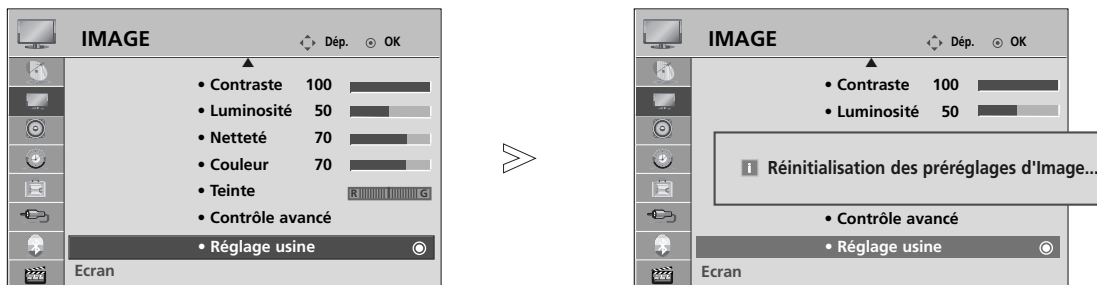 IMAGE Dép. OK
• Contraste 100
• Luminosité 50
• Netteté 70
• Couleur 70
• Teinte R G
• Contrôle avancé
• Réglage usine
Ecran
IMAGE Dép. OK
• Contraste 100
• Luminosité 50
i Réinitialisation des préréglages d'Image...
• Contrôle avancé
• Réglage usine
Ecran